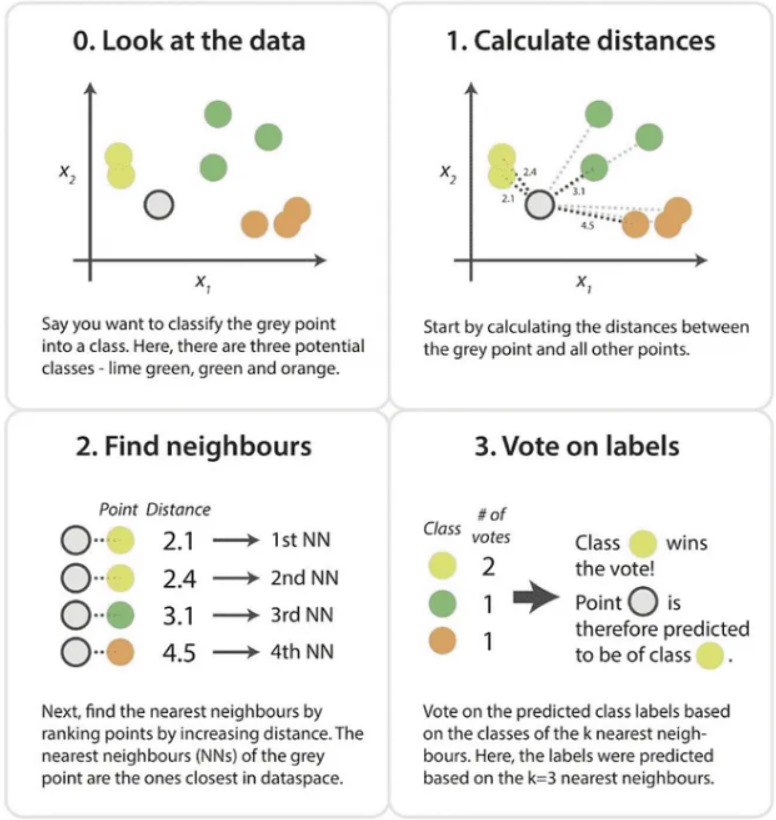 0. Look at the data
X2
X1
Say you want to classify the grey point
into a class. Here, there are three potential
classes - lime green, green and orange.
1. Calculate distances
X2
2.4
2.1
3.1
4.5
X1
Start by calculating the distances between
the grey point and all other points.
2. Find neighbours
Point Distance
2.1 1st NN
2.4 2nd NN
3.1 3rd NN
4.5 4th NN
Next, find the nearest neighbours by
ranking points by increasing distance. The
nearest neighbours (NNs) of the grey
point are the ones closest in dataspace.
3. Vote on labels
Class # of votes
2
1
1
Class wins
the vote!
Point is
therefore predicted
to be of class .
Vote on the predicted class labels based
on the classes of the k nearest neigh-
bours. Here, the labels were predicted
based on the k=3 nearest neighbours.